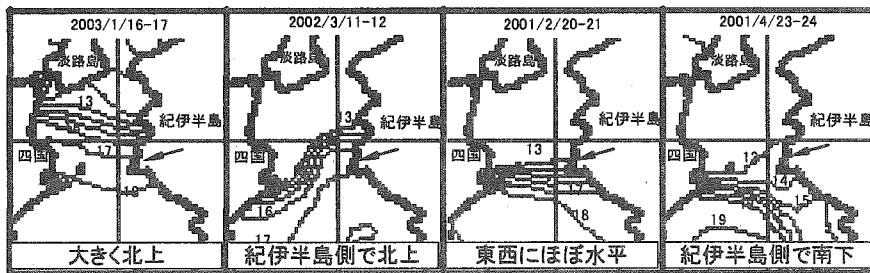 2003/1/16-17
淡路島
13
紀伊半島
四国
17
18
大きく北上
2002/3/11-12
淡路島
13
紀伊半島
四国
16
17
紀伊半島側で北上
2001/2/20-21
淡路島
紀伊半島
13
四国
17
18
東西にほぼ水平
2001/4/23-24
淡路島
紀伊半島
四国
13
14
15
19
紀伊半島側で南下